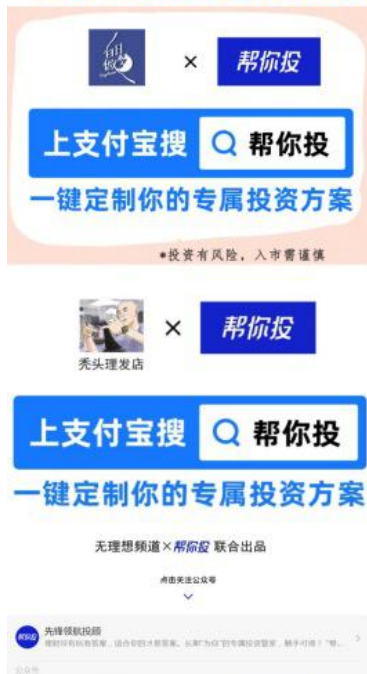 × 帮你投
上支付宝搜 帮你投
一键定制你的专属投资方案
*投资有风险，入市需谨慎
× 帮你投
秃头理发店
上支付宝搜 帮你投
一键定制你的专属投资方案
无理想频道×帮你投 联合出品
点击关注公众号
帮你投 先锋领航投顾
公众号